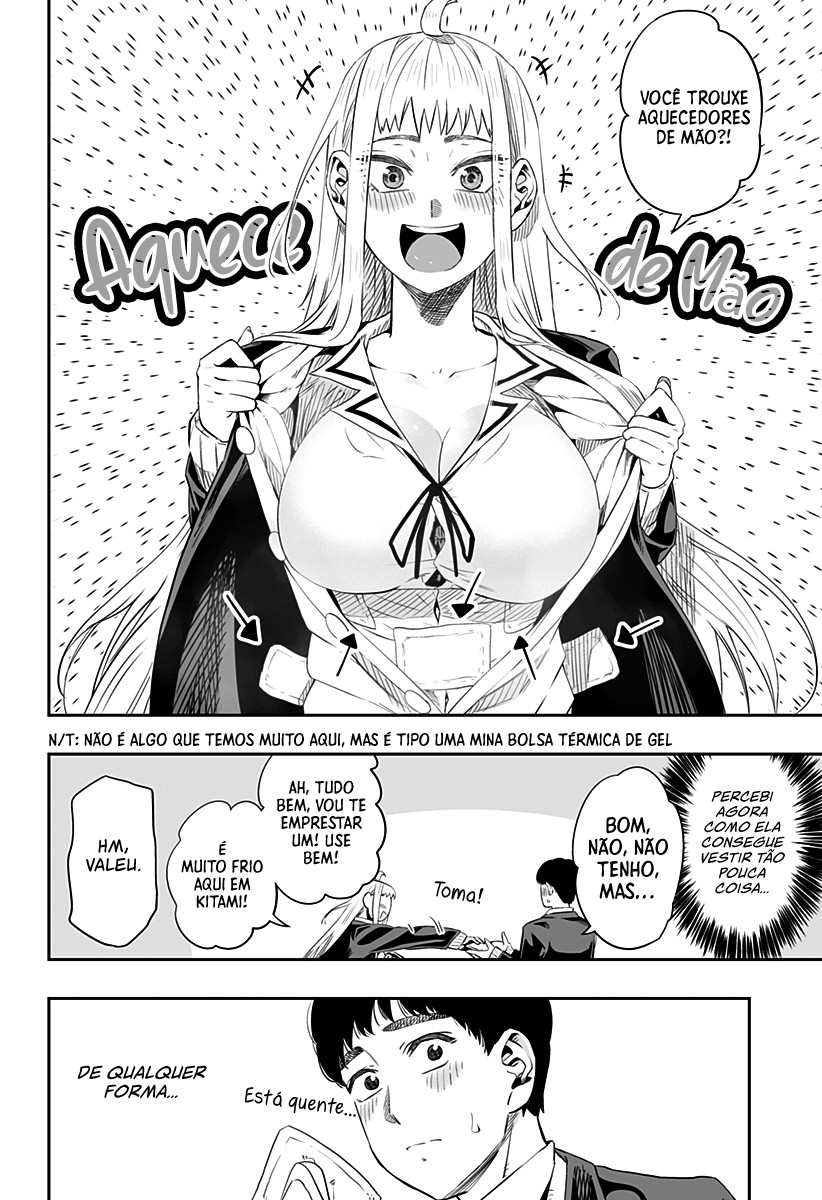 VOCÊ TROUXE
AQUECEDORES
DE MÃO?!
Aquece
de Mão
N/T: NÃO É ALGO QUE TEMOS MUITO AQUI, MAS É TIPO UMA MINA BOLSA TÉRMICA DE GEL
PERCEBI
AGORA
COMO ELA
CONSEGUE
VESTIR TÃO
POUCA
COISA...
BOM,
NÃO, NÃO
TENHO,
MAS...
Toma!
AH, TUDO
BEM, VOU TE
EMPRESTAR
UM! USE
BEM!
É
MUITO FRIO
AQUI EM
KITAMI!
HM,
VALEU.
DE QUALQUER
FORMA...
Está quente...